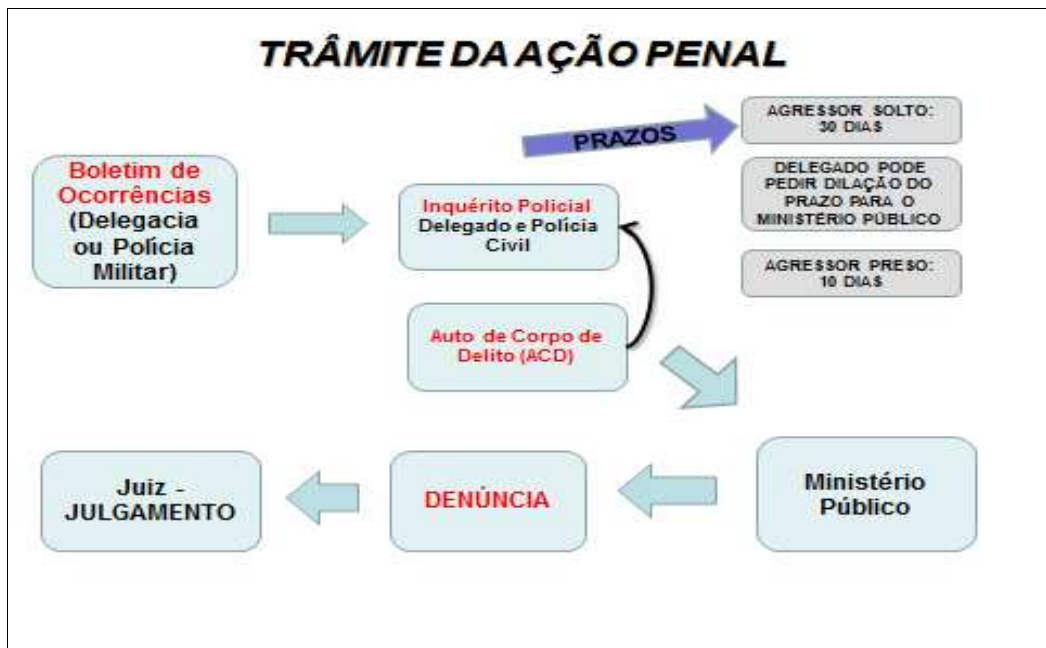 TRÂMITE DA AÇÃO PENAL
Boletim de
Ocorrências
(Delegacia
ou Polícia
Militar)
Inquérito Policial
Delegado e Polícia
Civil
Auto de Corpo de
Delito (ACD)
PRAZOS
AGRESSOR SOLTO:
30 DIAS
DELEGADO PODE
PEDIR DILAÇÃO DO
PRAZO PARA O
MINISTÉRIO PÚBLICO
AGRESSOR PRESO:
10 DIAS
Ministério
Público
DENÚNCIA
Juiz -
JULGAMENTO